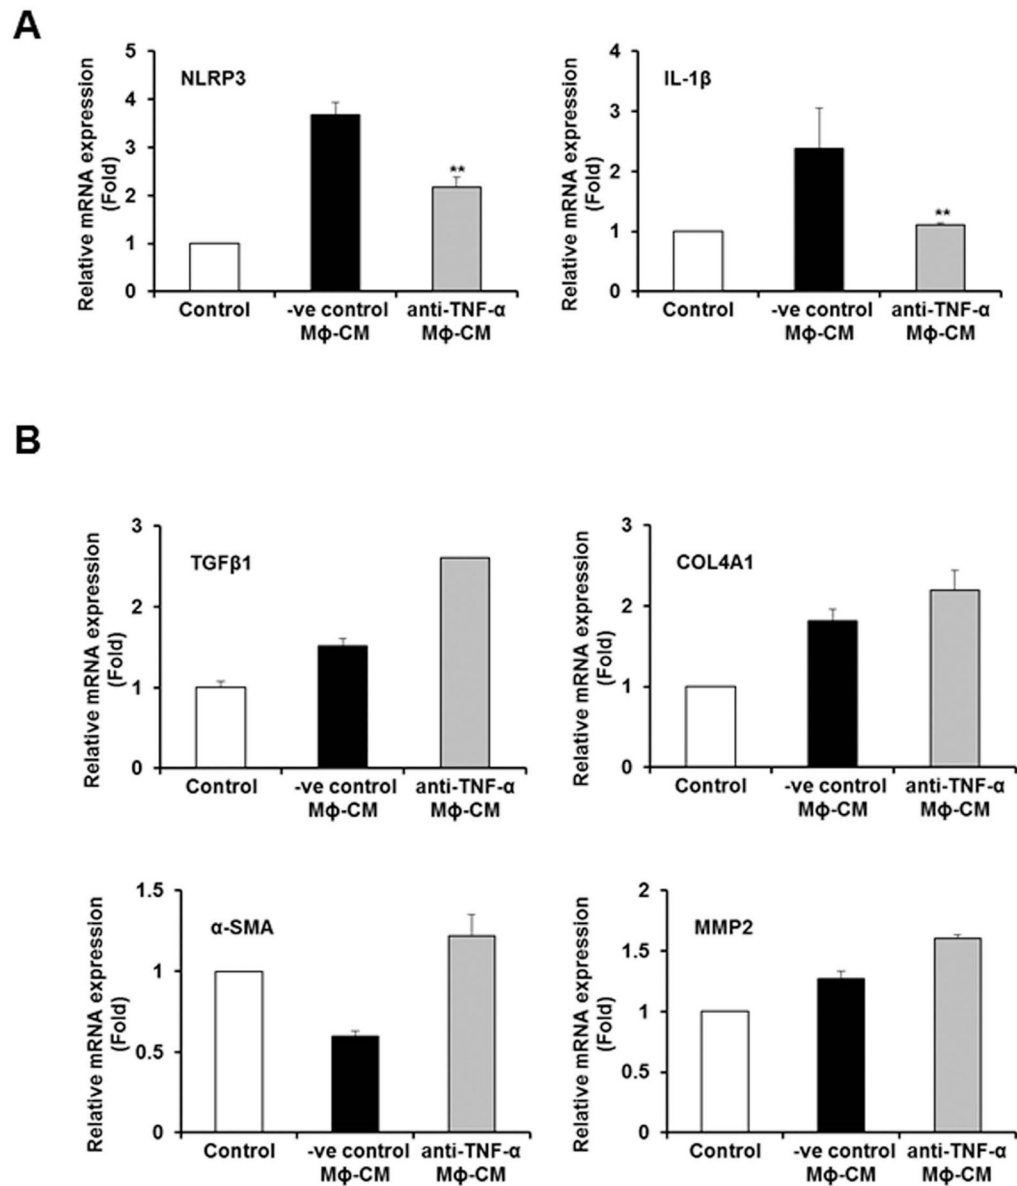 A
NLRP3
Relative mRNA expression
(Fold)
5
4
3
2
1
0
**
Control
-ve control
MΦ-CM
anti-TNF-α
MΦ-CM
IL-1β
Relative mRNA expression
(Fold)
4
3
2
1
0
**
Control
-ve control
MΦ-CM
anti-TNF-α
MΦ-CM
B
TGFβ1
Relative mRNA expression
(Fold)
3
2
1
0
Control
-ve control
MΦ-CM
anti-TNF-α
MΦ-CM
COL4A1
Relative mRNA expression
(Fold)
3
2
1
0
Control
-ve control
MΦ-CM
anti-TNF-α
MΦ-CM
α-SMA
Relative mRNA expression
(Fold)
1.5
1
0.5
0
Control
-ve control
MΦ-CM
anti-TNF-α
MΦ-CM
MMP2
Relative mRNA expression
(Fold)
2
1.5
1
0.5
0
Control
-ve control
MΦ-CM
anti-TNF-α
MΦ-CM